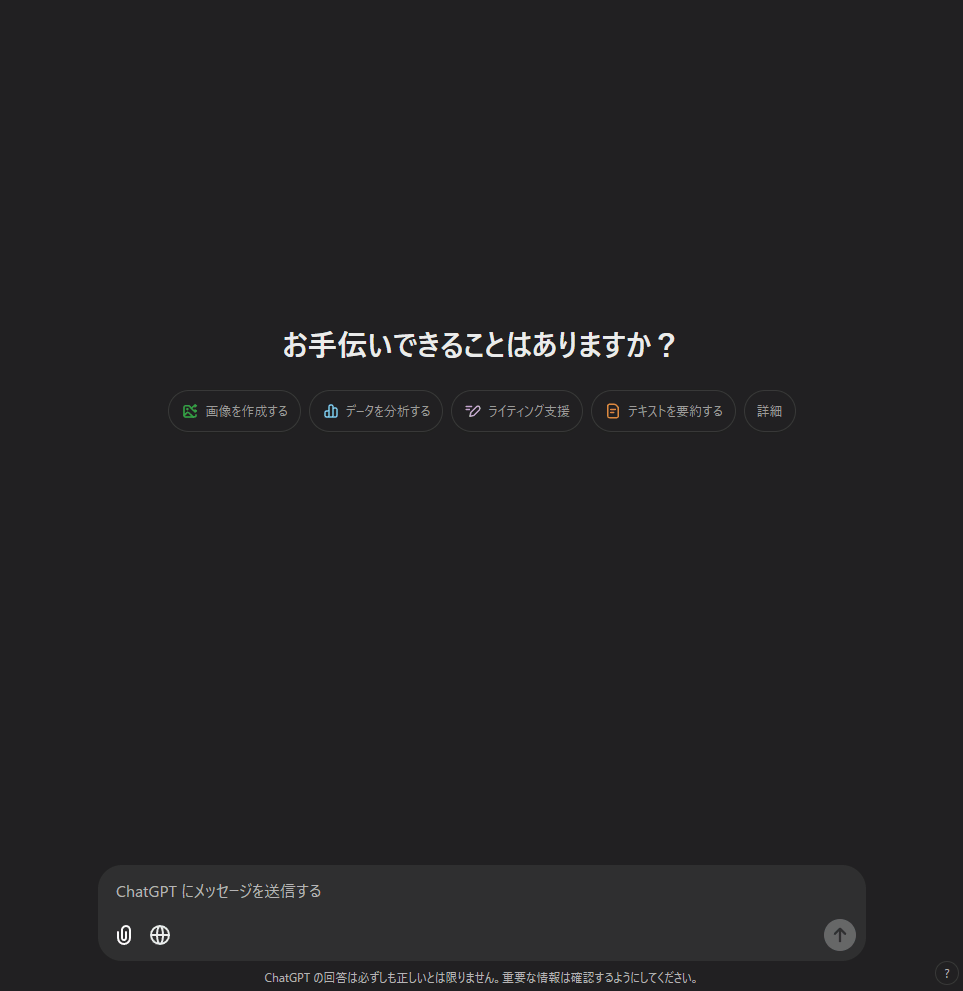 お手伝いできることはありますか？
画像を作成する データを分析する ライティング支援 テキストを要約する 詳細
ChatGPT にメッセージを送信する
ChatGPT の回答は必ずしも正しいとは限りません。重要な情報は確認するようにしてください。
?